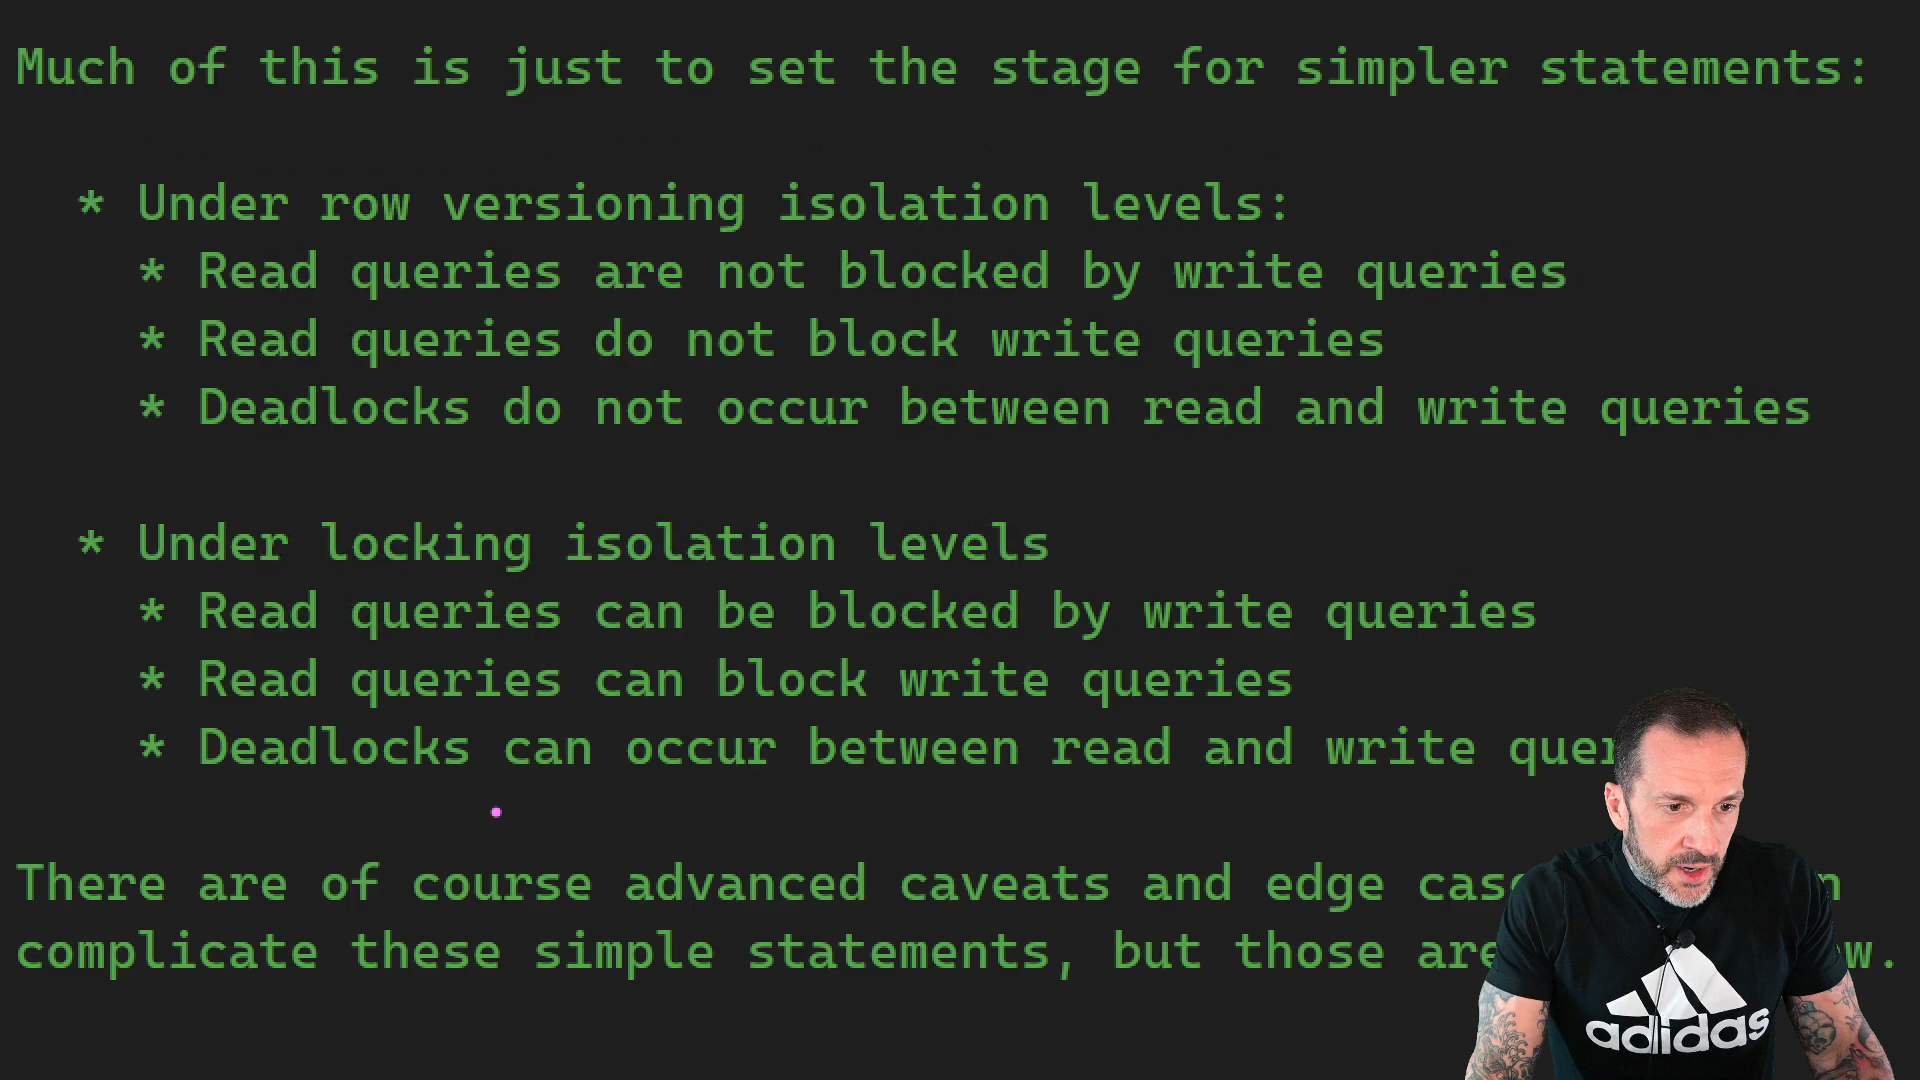 Much of this is just to set the stage for simpler statements:
* Under row versioning isolation levels:
* Read queries are not blocked by write queries
* Read queries do not block write queries
* Deadlocks do not occur between read and write queries
* Under locking isolation levels
* Read queries can be blocked by write queries
* Read queries can block write queries
* Deadlocks can occur between read and write
There are of course advanced caveats and edge
complicate these simple statements, but those are
adidas